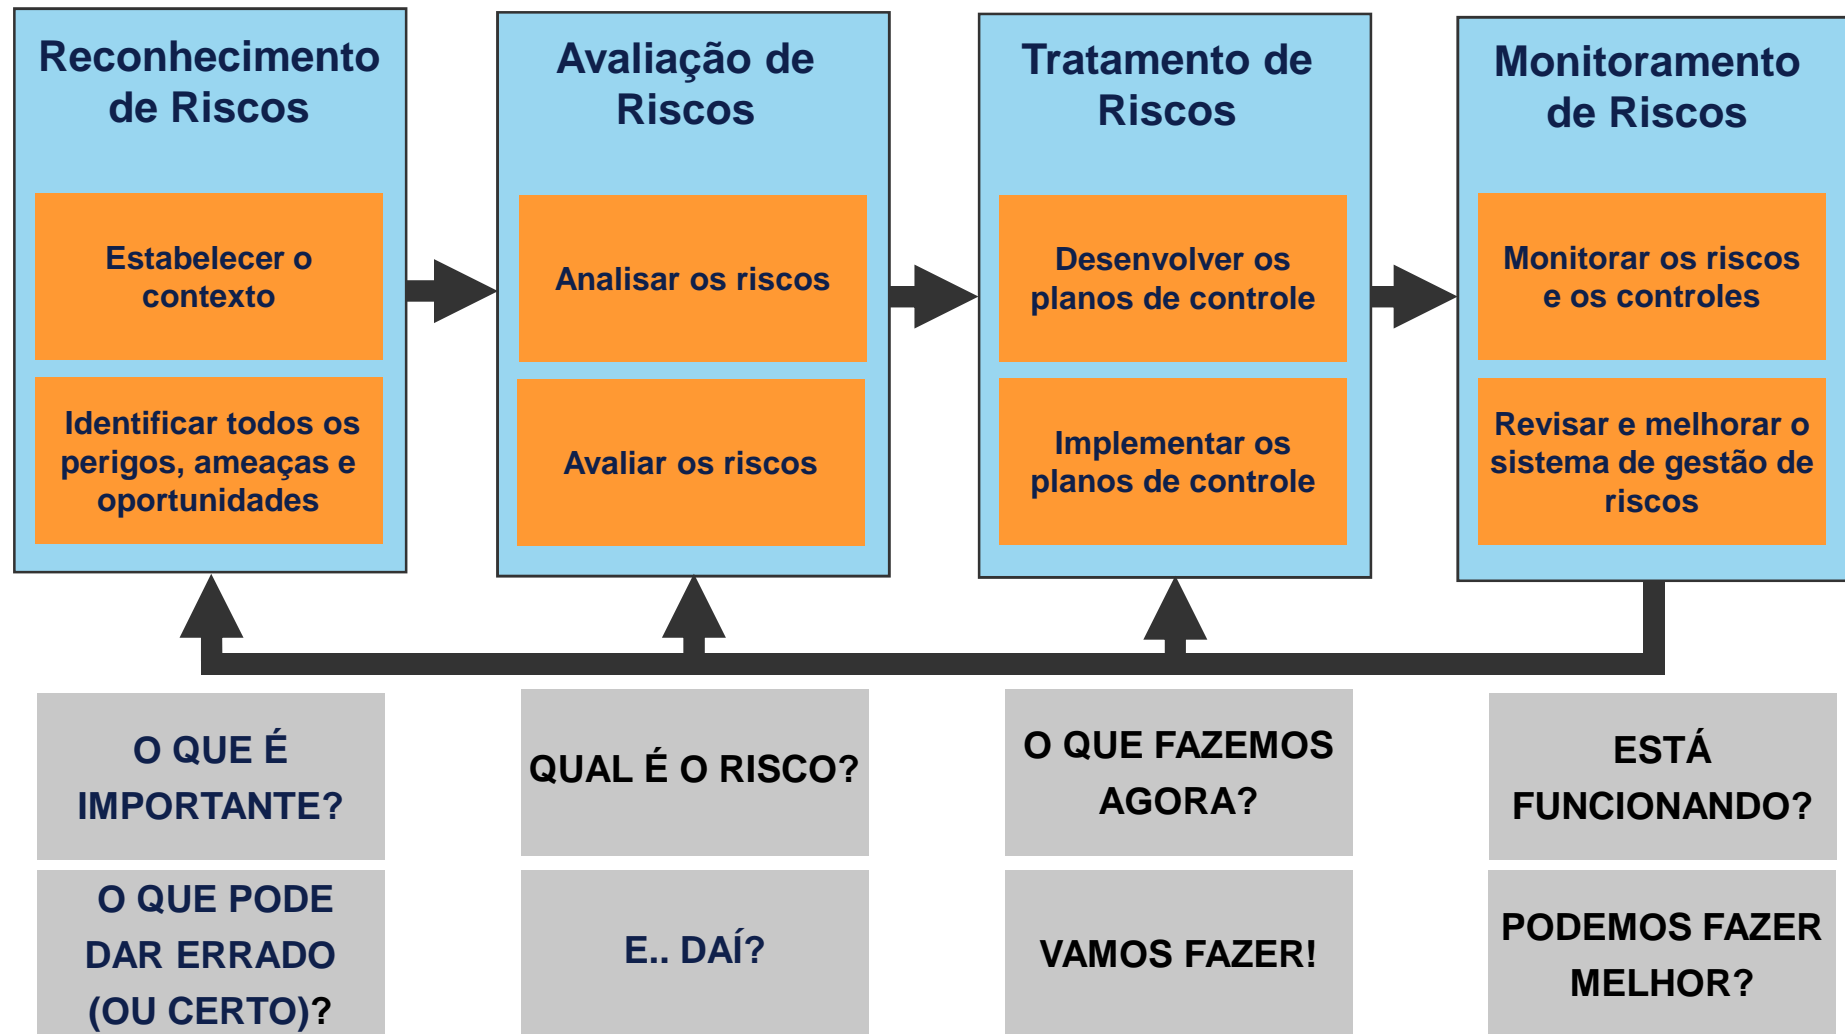 Reconhecimento
de Riscos
Estabelecer o
contexto
Identificar todos os
perigos, ameaças e
oportunidades
Avaliação de
Riscos
Analisar os riscos
Avaliar os riscos
Tratamento de
Riscos
Desenvolver os
planos de controle
Implementar os
planos de controle
Monitoramento
de Riscos
Monitorar os riscos
e os controles
Revisar e melhorar o
sistema de gestão de
riscos
O QUE É
IMPORTANTE?
O QUE PODE
DAR ERRADO
(OU CERTO)?
QUAL É O RISCO?
E.. DAÍ?
O QUE FAZEMOS
AGORA?
VAMOS FAZER!
ESTÁ
FUNCIONANDO?
PODEMOS FAZER
MELHOR?